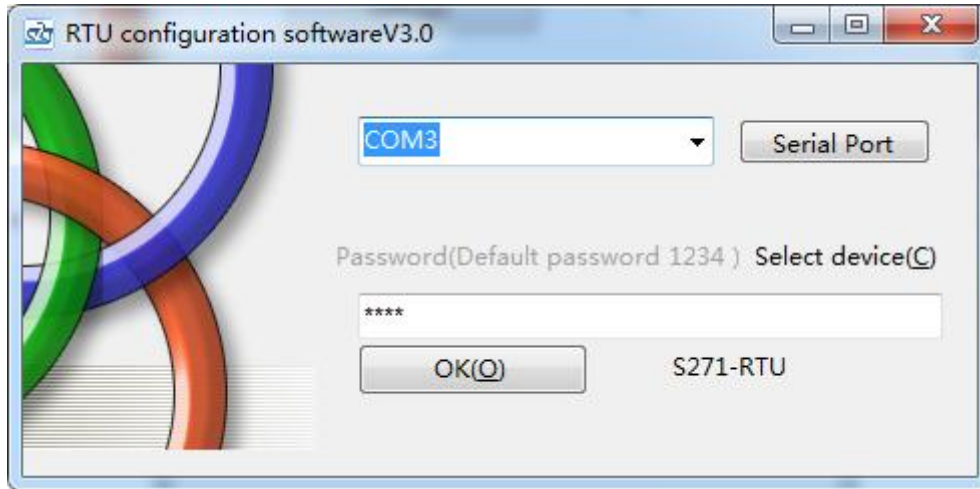 RTU configuration softwareV3.0
COM3
Serial Port
Password(Default password 1234 ) Select device(C)
****
OK(O)
S271-RTU